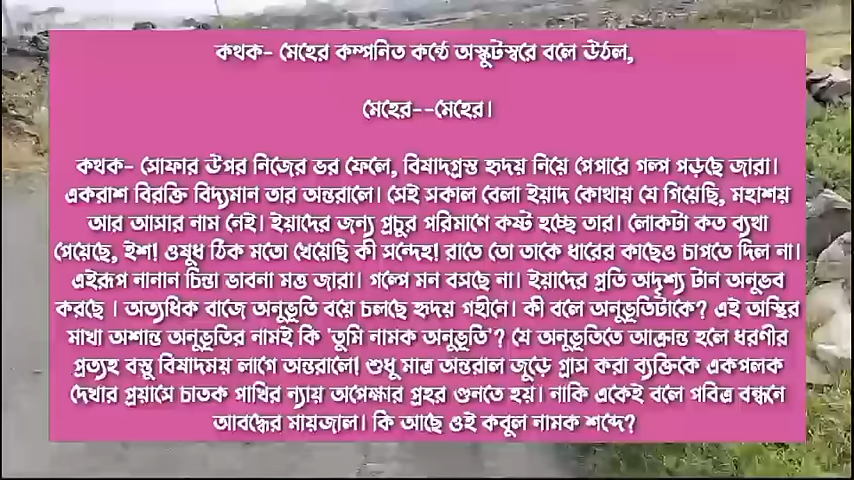 কথক- মেহের কম্পনিত কন্ঠে অস্কুটস্বরে বলে উঠল,
মেহের--মেহের।
কথক- সোফার উপর নিজের ভর ফেলে, বিষাদগ্রস্ত হৃদয় নিয়ে পেপারে গল্প পড়ছে জারা।
একরাশ বিরক্তি বিদ্যমান তার অন্তরালে। সেই সকাল বেলা ইয়াদ কোথায় যে গিয়েছি, মহাশয়
আর আসার নাম নেই। ইয়াদের জন্য প্রচুর পরিমাণে কষ্ট হচ্ছে তার। লোকটা কত ব্যথা
পেয়েছে, ইশ! ওষুধ ঠিক মতো খেয়েছি কী সন্দেহ! রাতে তো তাকে ধারের কাছেও চাপতে দিল না।
এইরূপ নানান চিন্তা ভাবনা মত্ত জারা। গল্পে মন বসছে না। ইয়াদের প্রতি অদৃশ্য টান অনুভব
করছে । অত্যধিক বাজে অনুভূতি বয়ে চলছে হৃদয় গহীনে। কী বলে অনুভূতিটাকে? এই অস্থির
মাখা অশান্ত অনুভূতির নামই কি 'তুমি নামক অনুভূতি'? যে অনুভূতিতে আক্রান্ত হলে ধরণীর
প্রত্যহ বস্তু বিষাদময় লাগে অন্তরালো! শুধু মাত্র অন্তরাল জুড়ে গ্রাস করা ব্যক্তিকে একপলক
দেখার প্রয়াসে চাতক পাখির ন্যায় অপেক্ষার প্রহর গুনতে হয়। নাকি একেই বলে পবিত্র বন্ধনে
আবদ্ধের মায়জাল। কি আছে ওই কবুল নামক শব্দে?